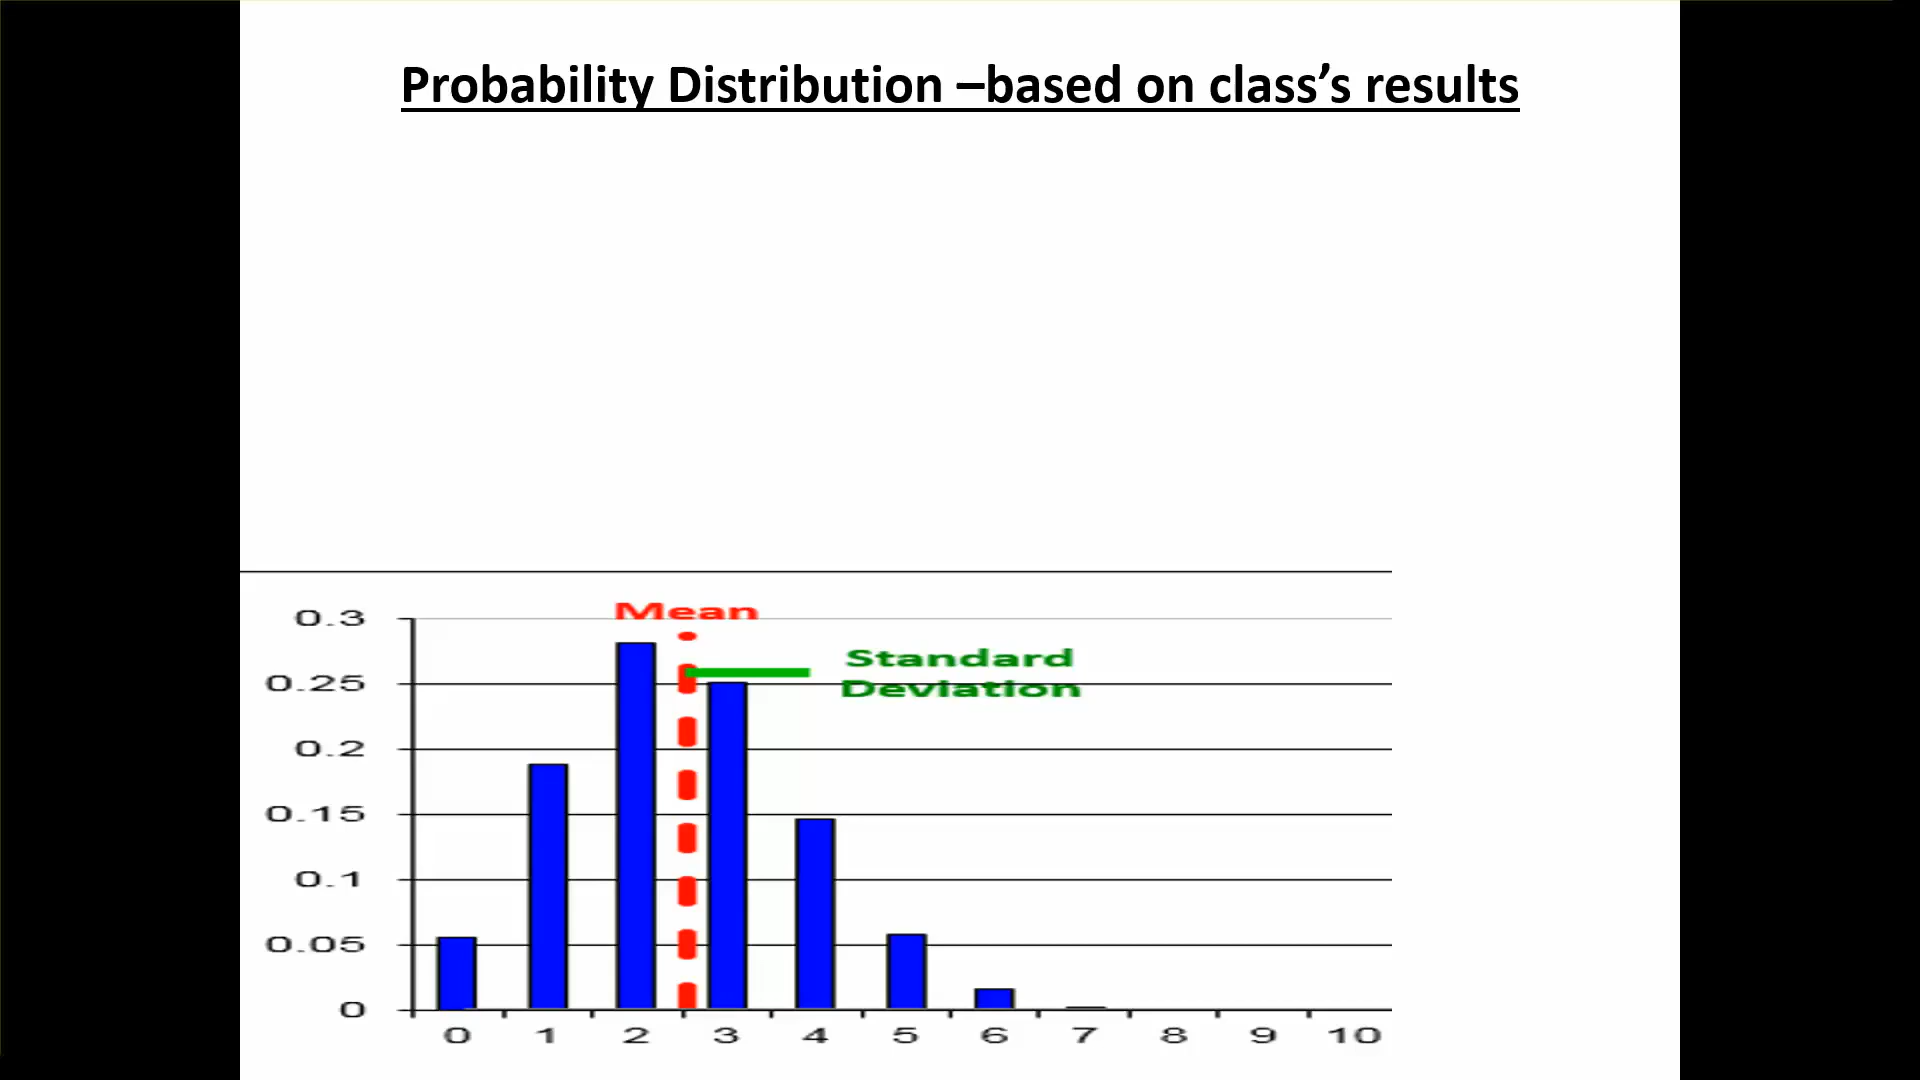 Probability Distribution –based on class’s results
Mean
0.3
Standard
Deviation
0.25
0.2
0.15
0.1
0.05
0
0 1 2 3 4 5 6 7 8 9 10